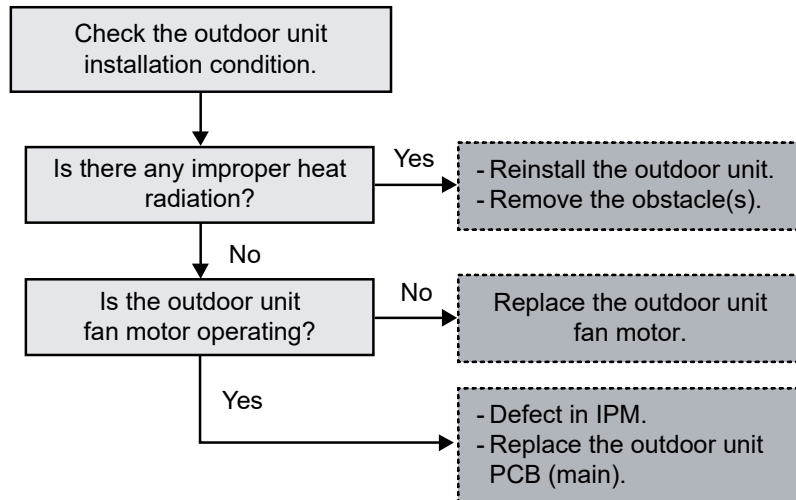 Check the outdoor unit
installation condition.
Is there any improper heat
radiation?
Yes
- Reinstall the outdoor unit.
- Remove the obstacle(s).
No
Is the outdoor unit
fan motor operating?
No
Replace the outdoor unit
fan motor.
Yes
- Defect in IPM.
- Replace the outdoor unit
PCB (main).